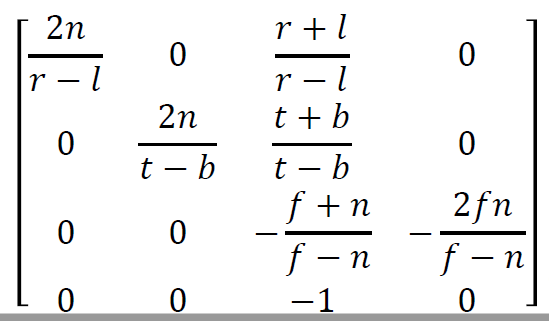 2n/(r − l) 0 (r + l)/(r − l) 0
0 2n/(t − b) (t + b)/(t − b) 0
0 0 −(f + n)/(f − n) −2fn/(f − n)
0 0 −1 0